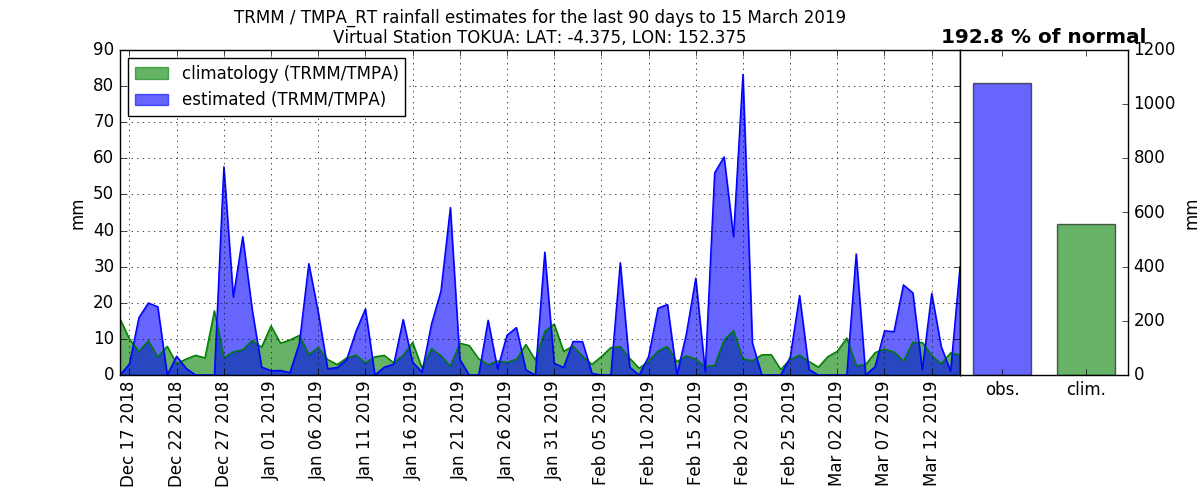 TRMM / TMPA_RT rainfall estimates for the last 90 days to 15 March 2019
Virtual Station TOKUA: LAT: -4.375, LON: 152.375
192.8 % of normal
climatology (TRMM/TMPA)
estimated (TRMM/TMPA)
mm
90
80
70
60
50
40
30
20
10
0
Dec 17 2018
Dec 22 2018
Dec 27 2018
Jan 01 2019
Jan 06 2019
Jan 11 2019
Jan 16 2019
Jan 21 2019
Jan 26 2019
Jan 31 2019
Feb 05 2019
Feb 10 2019
Feb 15 2019
Feb 20 2019
Feb 25 2019
Mar 02 2019
Mar 07 2019
Mar 12 2019
obs.
clim.
1200
1000
800
600
400
200
0
mm